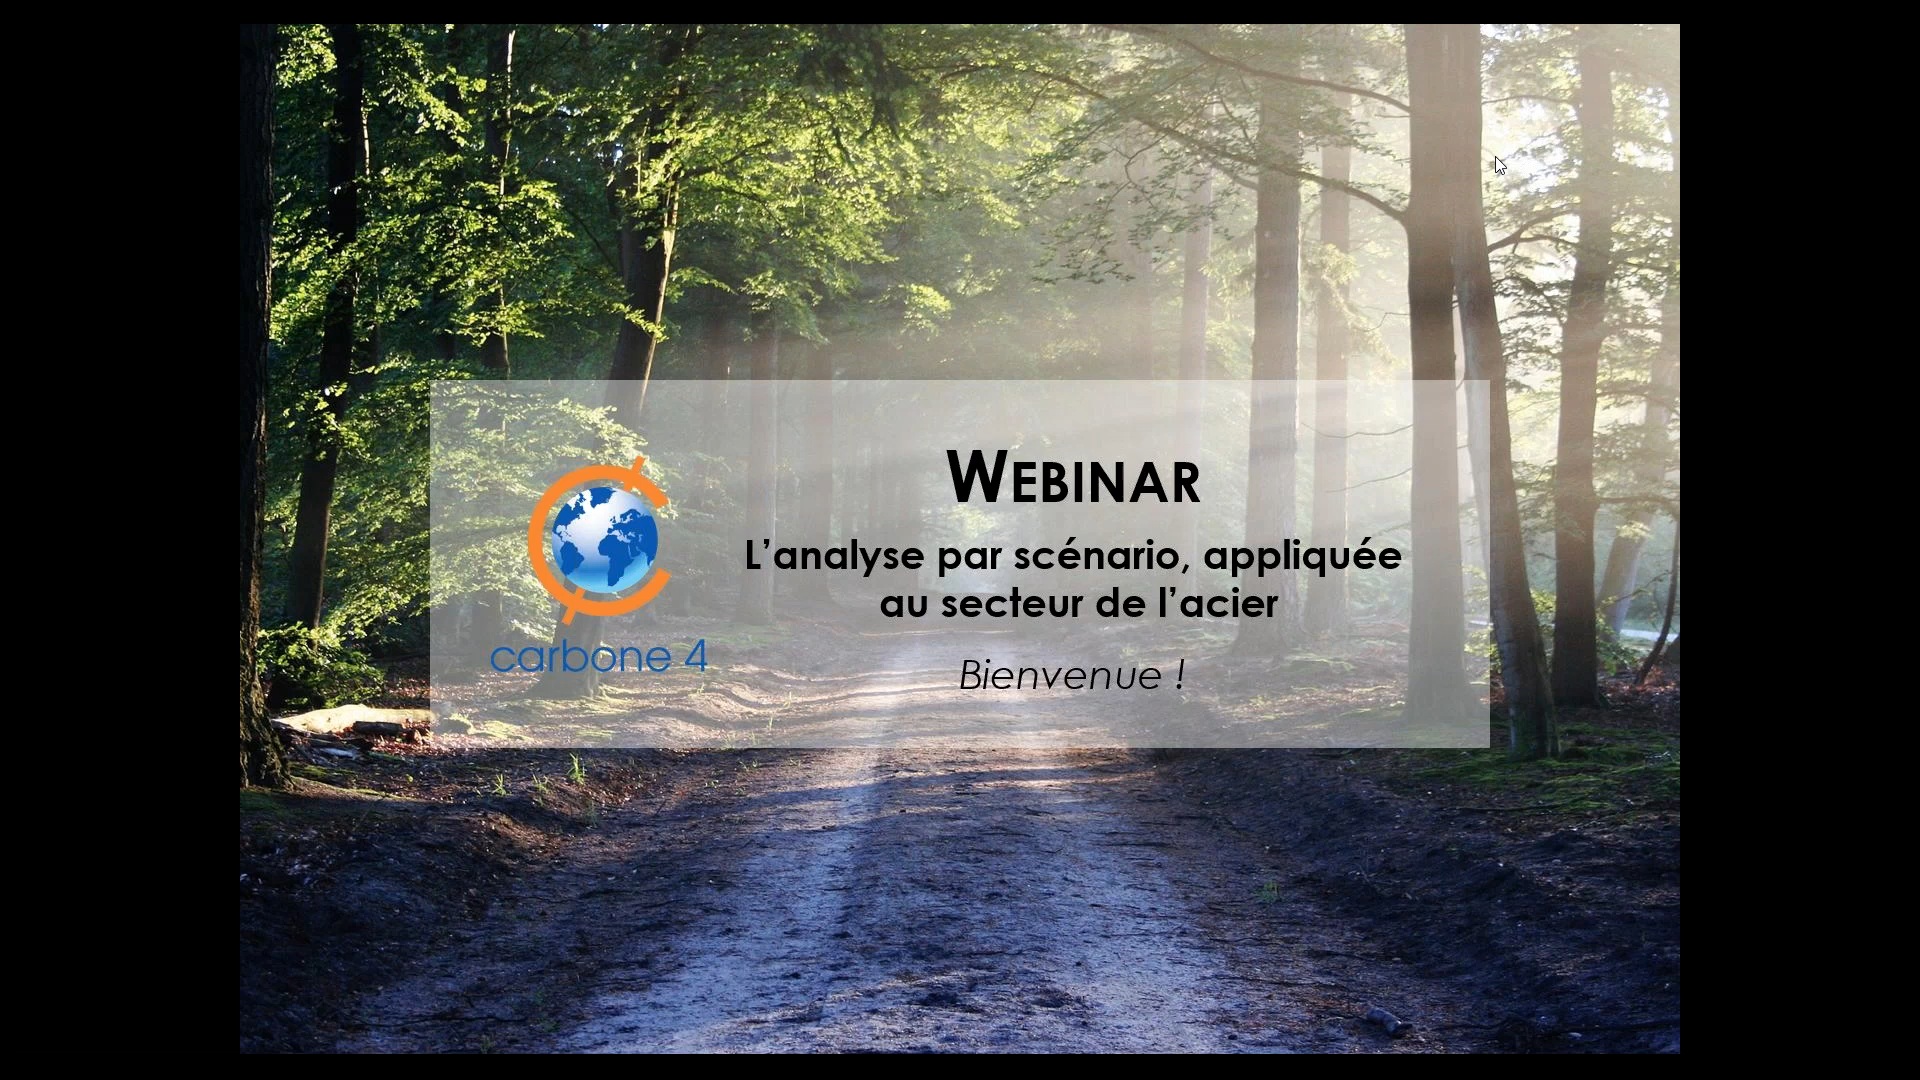 WEBINAR
L’analyse par scénario, appliquée
au secteur de l’acier
carbone 4
Bienvenue !